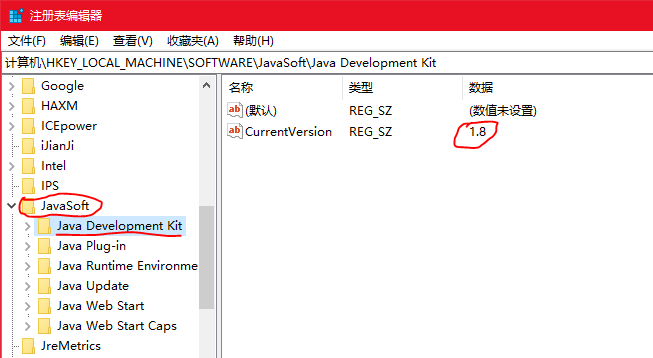 注册表编辑器
文件(F) 编辑(E) 查看(V) 收藏夹(A) 帮助(H)
计算机\HKEY_LOCAL_MACHINE\SOFTWARE\JavaSoft\Java Development Kit
Google
HAXM
ICEpower
iJianJi
Intel
IPS
JavaSoft
Java Development Kit
Java Plug-in
Java Runtime Environme
Java Update
Java Web Start
Java Web Start Caps
JreMetrics
名称 类型 数据
ab (默认) REG_SZ (数值未设置)
ab CurrentVersion REG_SZ 1.8